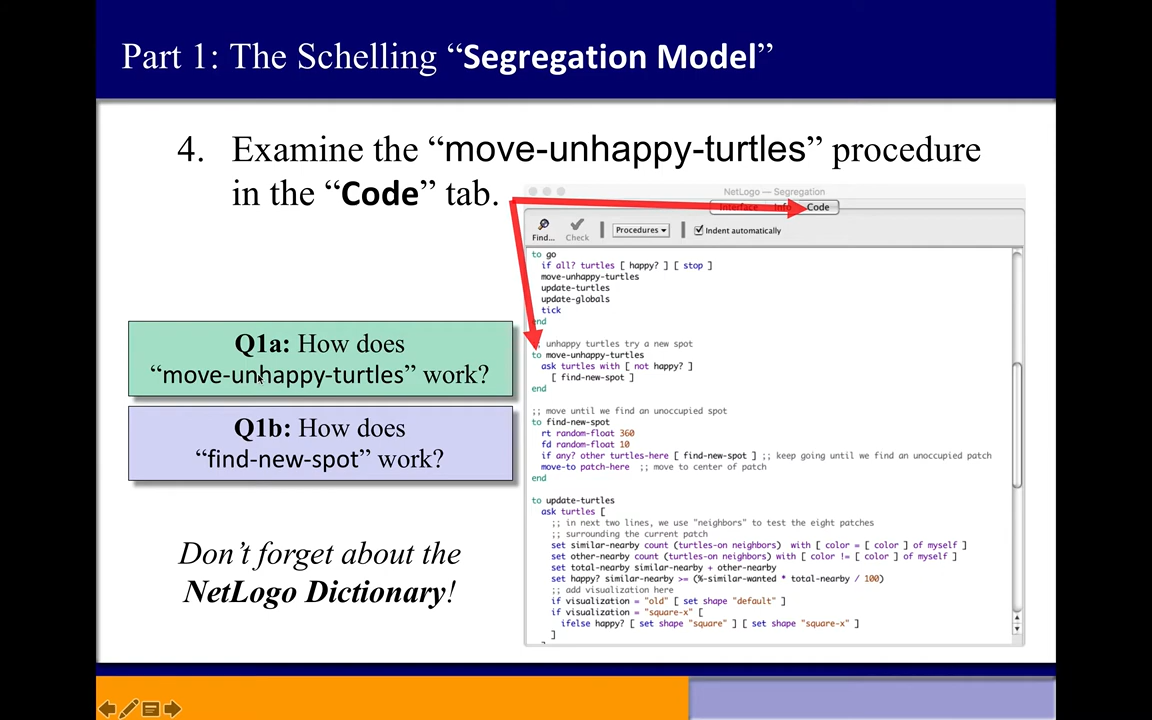 Part 1: The Schelling “Segregation Model”
4. Examine the “move-unhappy-turtles” procedure
in the “Code” tab.
NetLogo — Segregation
Interface Info Code
Find... Check Procedures Indent automatically
to go
if all? turtles [ happy? ] [ stop ]
move-unhappy-turtles
update-turtles
update-globals
tick
end
unhappy turtles try a new spot
to move-unhappy-turtles
ask turtles with [ not happy? ]
[ find-new-spot ]
end
;; move until we find an unoccupied spot
to find-new-spot
rt random-float 360
fd random-float 10
if any? other turtles-here [ find-new-spot ] ;; keep going until we find an unoccupied patch
move-to patch-here ;; move to center of patch
end
to update-turtles
ask turtles [
;; in next two lines, we use "neighbors" to test the eight patches
;; surrounding the current patch
set similar-nearby count (turtles-on neighbors) with [ color = [ color ] of myself ]
set other-nearby count (turtles-on neighbors) with [ color != [ color ] of myself ]
set total-nearby similar-nearby + other-nearby
set happy? similar-nearby >= (%-similar-wanted * total-nearby / 100)
;; add visualization here
if visualization = "old" [ set shape "default" ]
if visualization = "square-x" [
ifelse happy? [ set shape "square" ] [ set shape "square-x" ]
]
Q1a: How does
“move-unhappy-turtles” work?
Q1b: How does
“find-new-spot” work?
Don’t forget about the
NetLogo Dictionary!